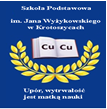 Szkoła Podstawowa
im. Jana Wyżykowskiego
w Krotoszycach
Cu Cu
Upór, wytrwałość
jest matką nauki